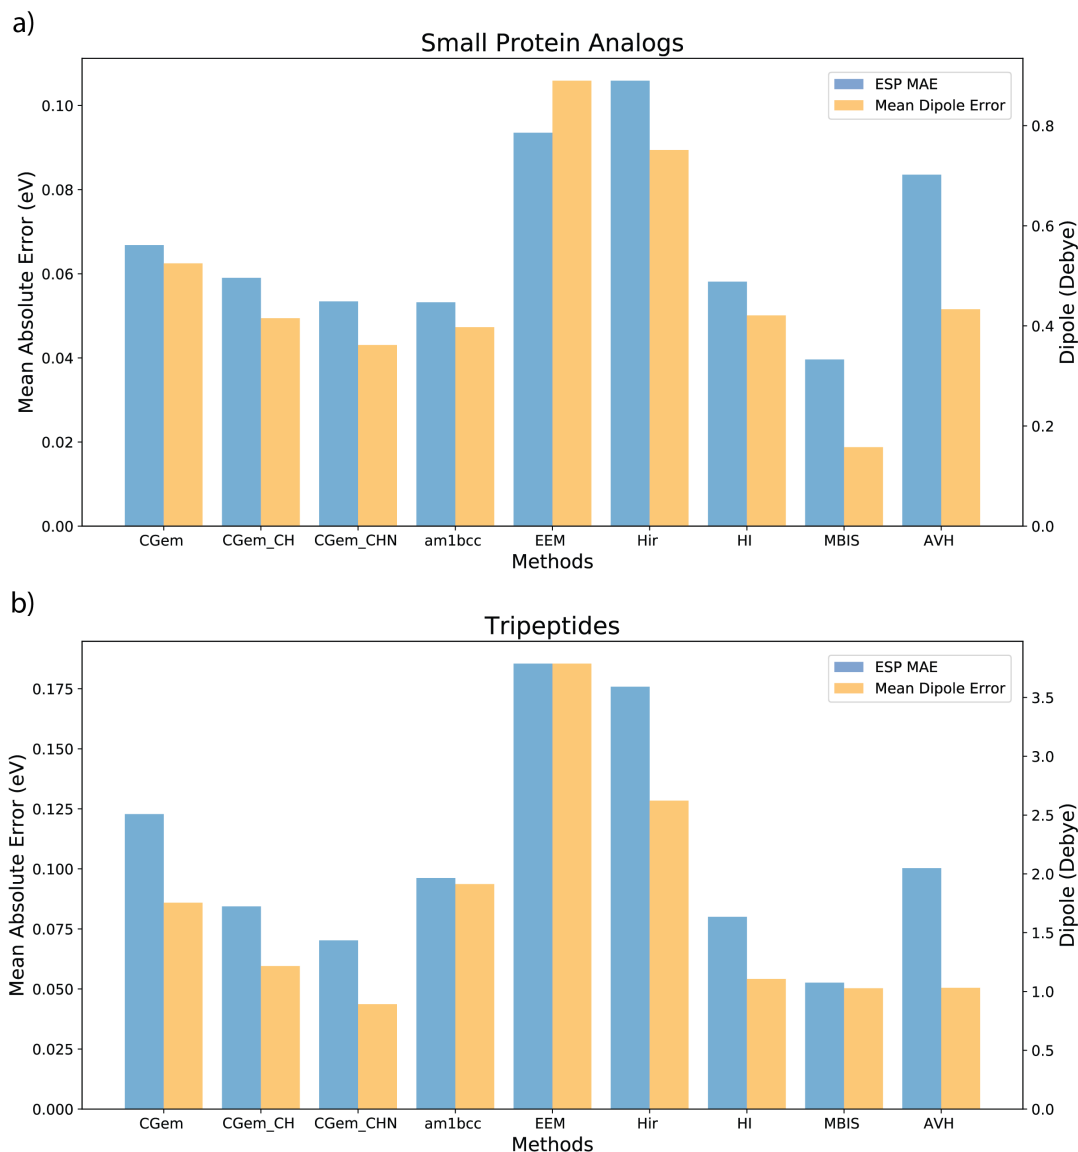 a)
Small Protein Analogs
ESP MAE
Mean Dipole Error
Mean Absolute Error (eV)
0.10
0.08
0.06
0.04
0.02
0.00
Dipole (Debye)
0.8
0.6
0.4
0.2
0.0
CGem CGem_CH CGem_CHN am1bcc EEM Hir HI MBIS AVH
Methods
b)
Tripeptides
ESP MAE
Mean Dipole Error
Mean Absolute Error (eV)
0.175
0.150
0.125
0.100
0.075
0.050
0.025
0.000
Dipole (Debye)
3.5
3.0
2.5
2.0
1.5
1.0
0.5
0.0
CGem CGem_CH CGem_CHN am1bcc EEM Hir HI MBIS AVH
Methods